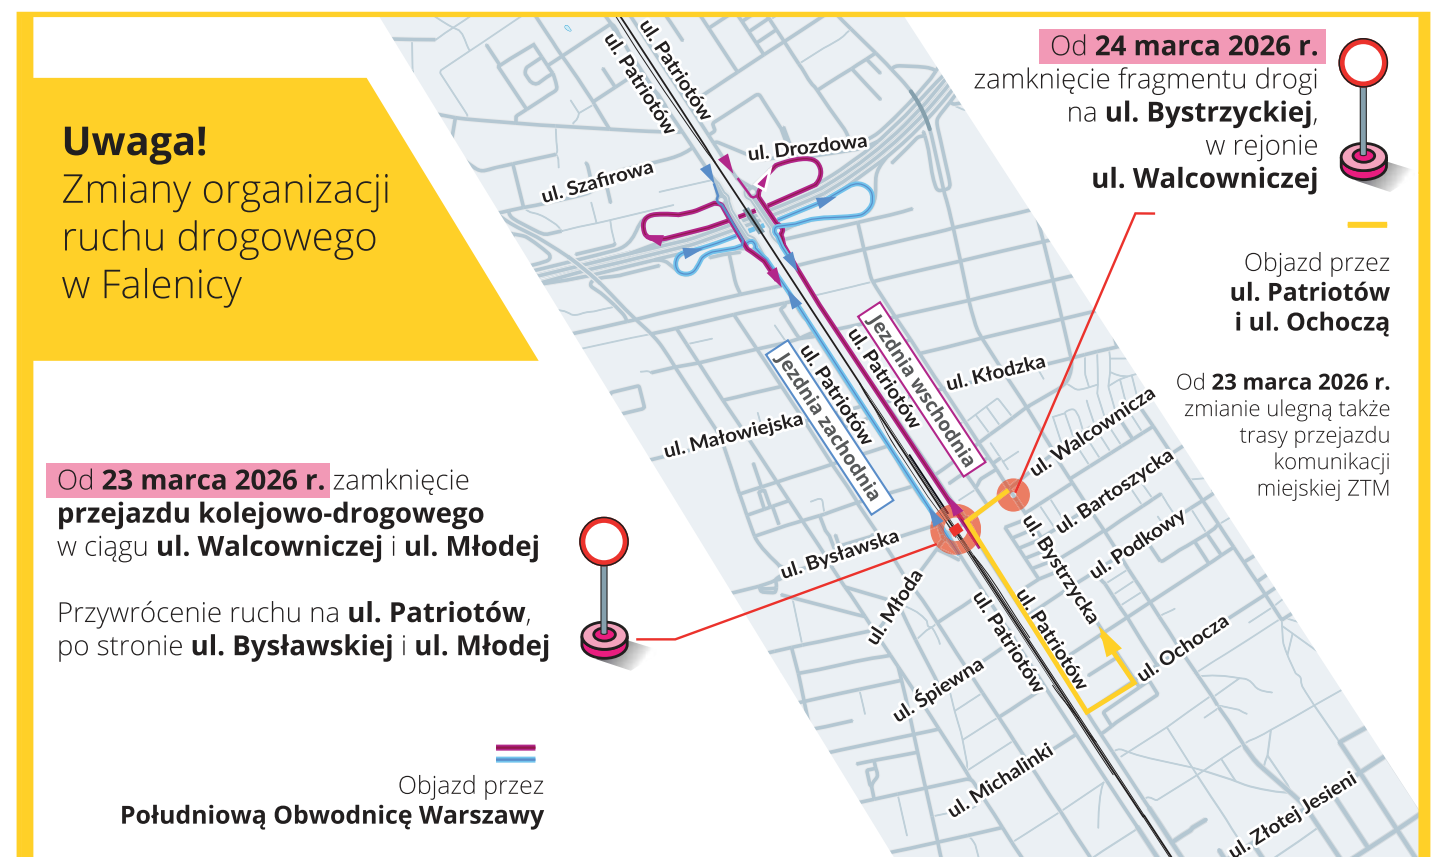 Uwaga!
Zmiany organizacji
ruchu drogowego
w Falenicy
Od 23 marca 2026 r. zamknięcie
przejazdu kolejowo-drogowego
w ciągu ul. Walcowniczej i ul. Młodej
Przywrócenie ruchu na ul. Patriotów,
po stronie ul. Bysławskiej i ul. Młodej
Objazd przez
Południową Obwodnicę Warszawy
Od 24 marca 2026 r.
zamknięcie fragmentu drogi
na ul. Bystrzyckiej,
w rejonie
ul. Walcowniczej
Objazd przez
ul. Patriotów
i ul. Ochoczą
Od 23 marca 2026 r.
zmianie ulegną także
trasy przejazdu
komunikacji
miejskiej ZTM
ul. Patriotów
ul. Patriotów
ul. Drozdowa
ul. Szafirowa
Jezdnia wschodnia
ul. Patriotów
ul. Patriotów
Jezdnia zachodnia
ul. Kłodzka
ul. Małowiejska
ul. Walcownicza
ul. Bartoszycka
ul. Podkowy
ul. Bystrzycka
ul. Bysławska
ul. Młoda
ul. Patriotów
ul. Patriotów
ul. Ochocza
ul. Śpiewna
ul. Michalinki
ul. Złotej Jesieni